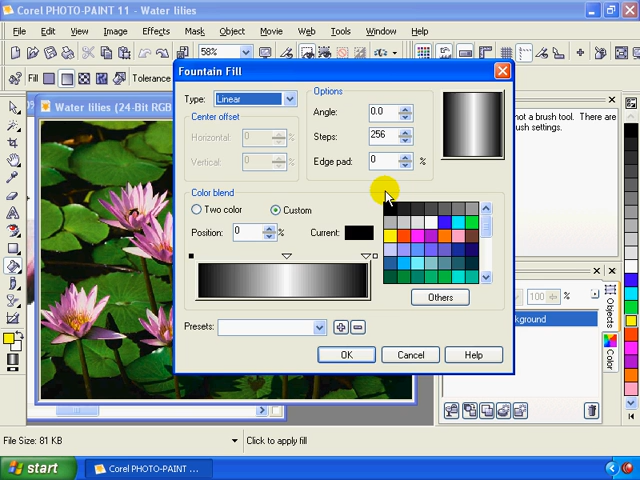 Corel PHOTO-PAINT 11 - Water lilies
File Edit View Image Effects Mask Object Movie Web Tools Window Help
58%
Fill Tolerance
Water lilies (24-Bit RGB
Fountain Fill
Type: Linear
Center offset
Horizontal: 0 %
Vertical: 0 %
Options
Angle: 0.0
Steps: 256
Edge pad: 0 %
Color blend
Two color Custom
Position: 0 % Current:
Others
Presets:
OK Cancel Help
not a brush tool. There are
ush settings.
100 %
kground
Objects
Color
File Size: 81 KB Click to apply fill
start Corel PHOTO-PAINT ...